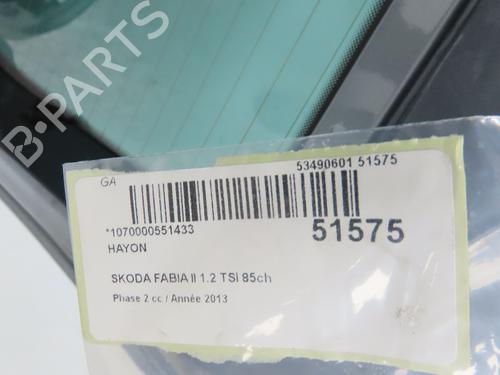 B-PARTS
GA
53490601 51575
*1070000551433
51575
HAYON
SKODA FABIA II 1.2 TSI 85ch
Phase 2 cc / Année 2013